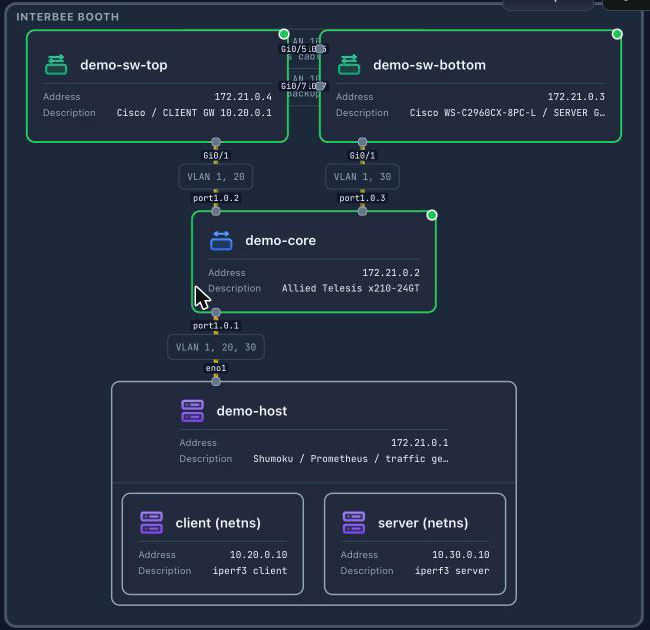 INTERBEE BOOTH
demo-sw-top
Address 172.21.0.4
Description Cisco / CLIENT GW 10.20.0.1
Gi0/5
Gi0/7
demo-sw-bottom
Address 172.21.0.3
Description Cisco WS-C2960CX-8PC-L / SERVER G…
Gi0/1
Gi0/1
VLAN 1, 20
VLAN 1, 30
port1.0.2
port1.0.3
demo-core
Address 172.21.0.2
Description Allied Telesis x210-24GT
port1.0.1
VLAN 1, 20, 30
eno1
demo-host
Address 172.21.0.1
Description Shumoku / Prometheus / traffic ge…
client (netns)
Address 10.20.0.10
Description iperf3 client
server (netns)
Address 10.30.0.10
Description iperf3 server